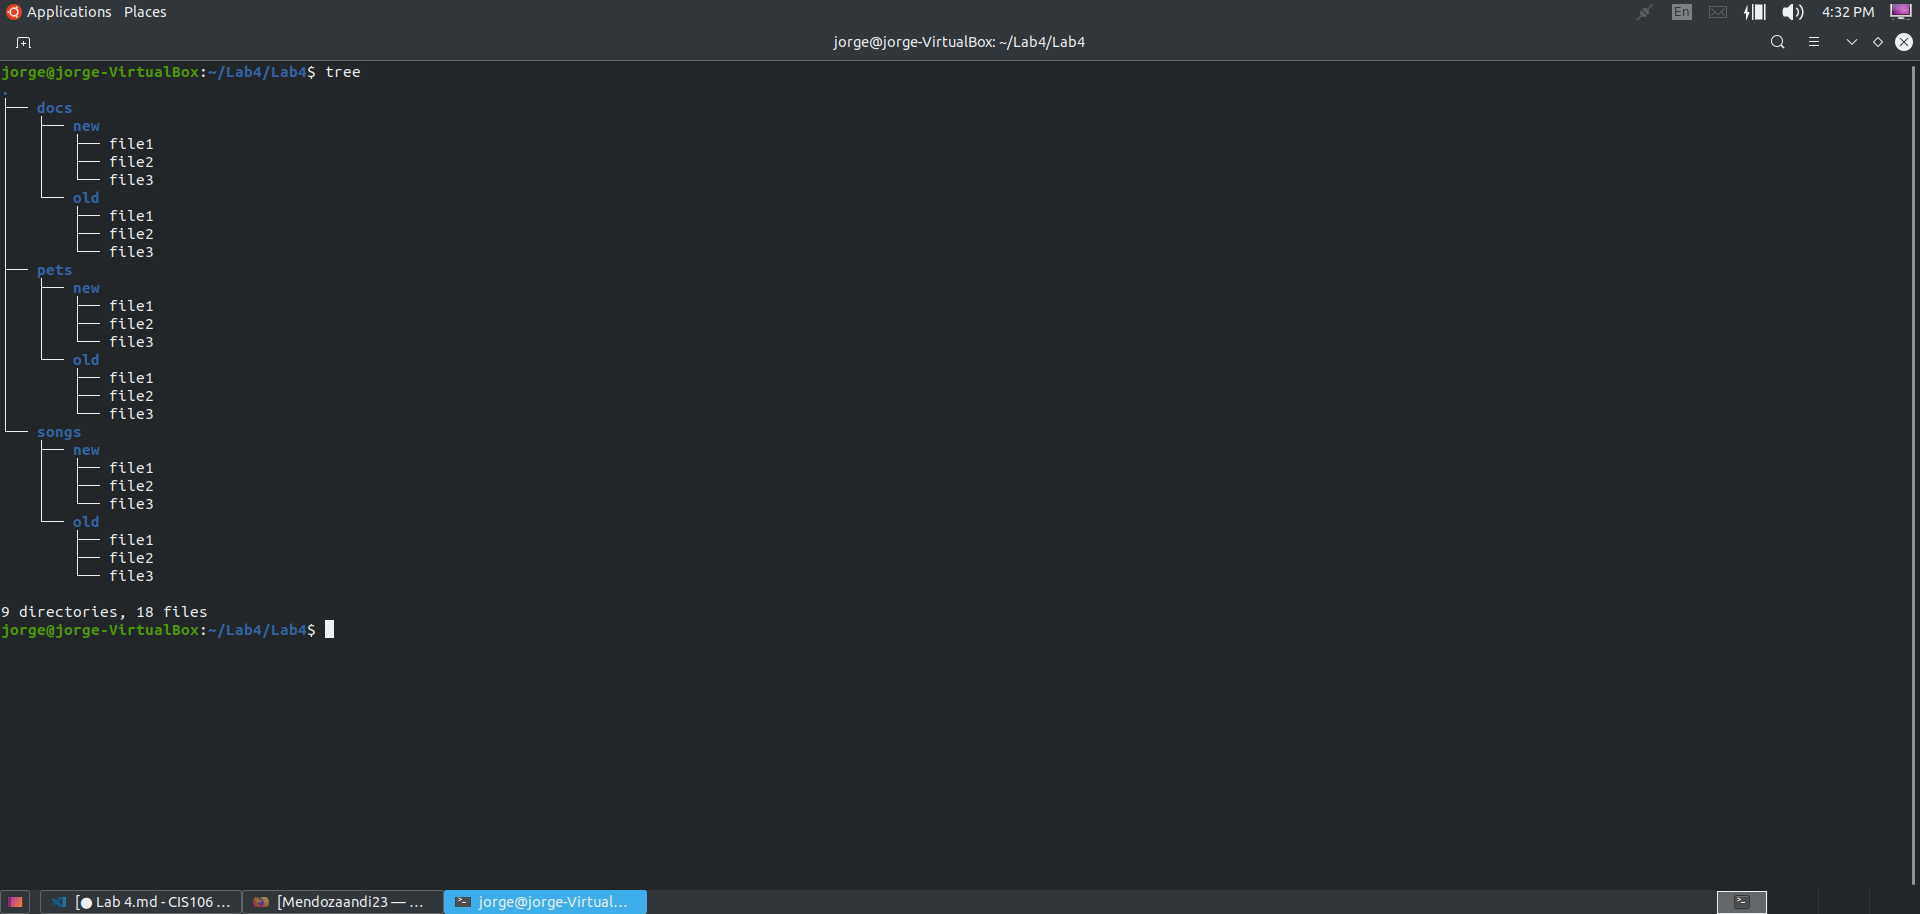 Applications Places En 4:32 PM
jorge@jorge-VirtualBox: ~/Lab4/Lab4
jorge@jorge-VirtualBox:~/Lab4/Lab4$ tree
.
├── docs
│   ├── new
│   │   ├── file1
│   │   ├── file2
│   │   └── file3
│   └── old
│       ├── file1
│       ├── file2
│       └── file3
├── pets
│   ├── new
│   │   ├── file1
│   │   ├── file2
│   │   └── file3
│   └── old
│       ├── file1
│       ├── file2
│       └── file3
└── songs
    ├── new
    │   ├── file1
    │   ├── file2
    │   └── file3
    └── old
        ├── file1
        ├── file2
        └── file3
9 directories, 18 files
jorge@jorge-VirtualBox:~/Lab4/Lab4$
[● Lab 4.md - CIS106 ... [Mendozaandi23 — ... jorge@jorge-Virtual...